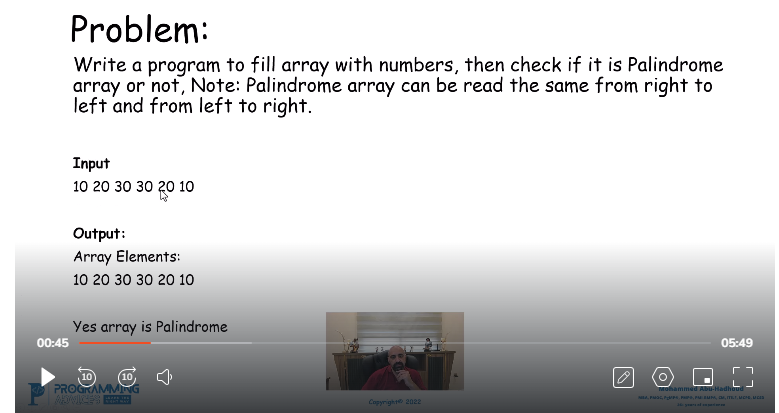 Problem:
Write a program to fill array with numbers, then check if it is Palindrome
array or not, Note: Palindrome array can be read the same from right to
left and from left to right.
Input
10 20 30 30 20 10
Output:
Array Elements:
10 20 30 30 20 10
Yes array is Palindrome
00:45
05:49
10
10
PROGRAMMING
ADVICES
Mohammed Abu-Hadhoud
Copyright© 2022